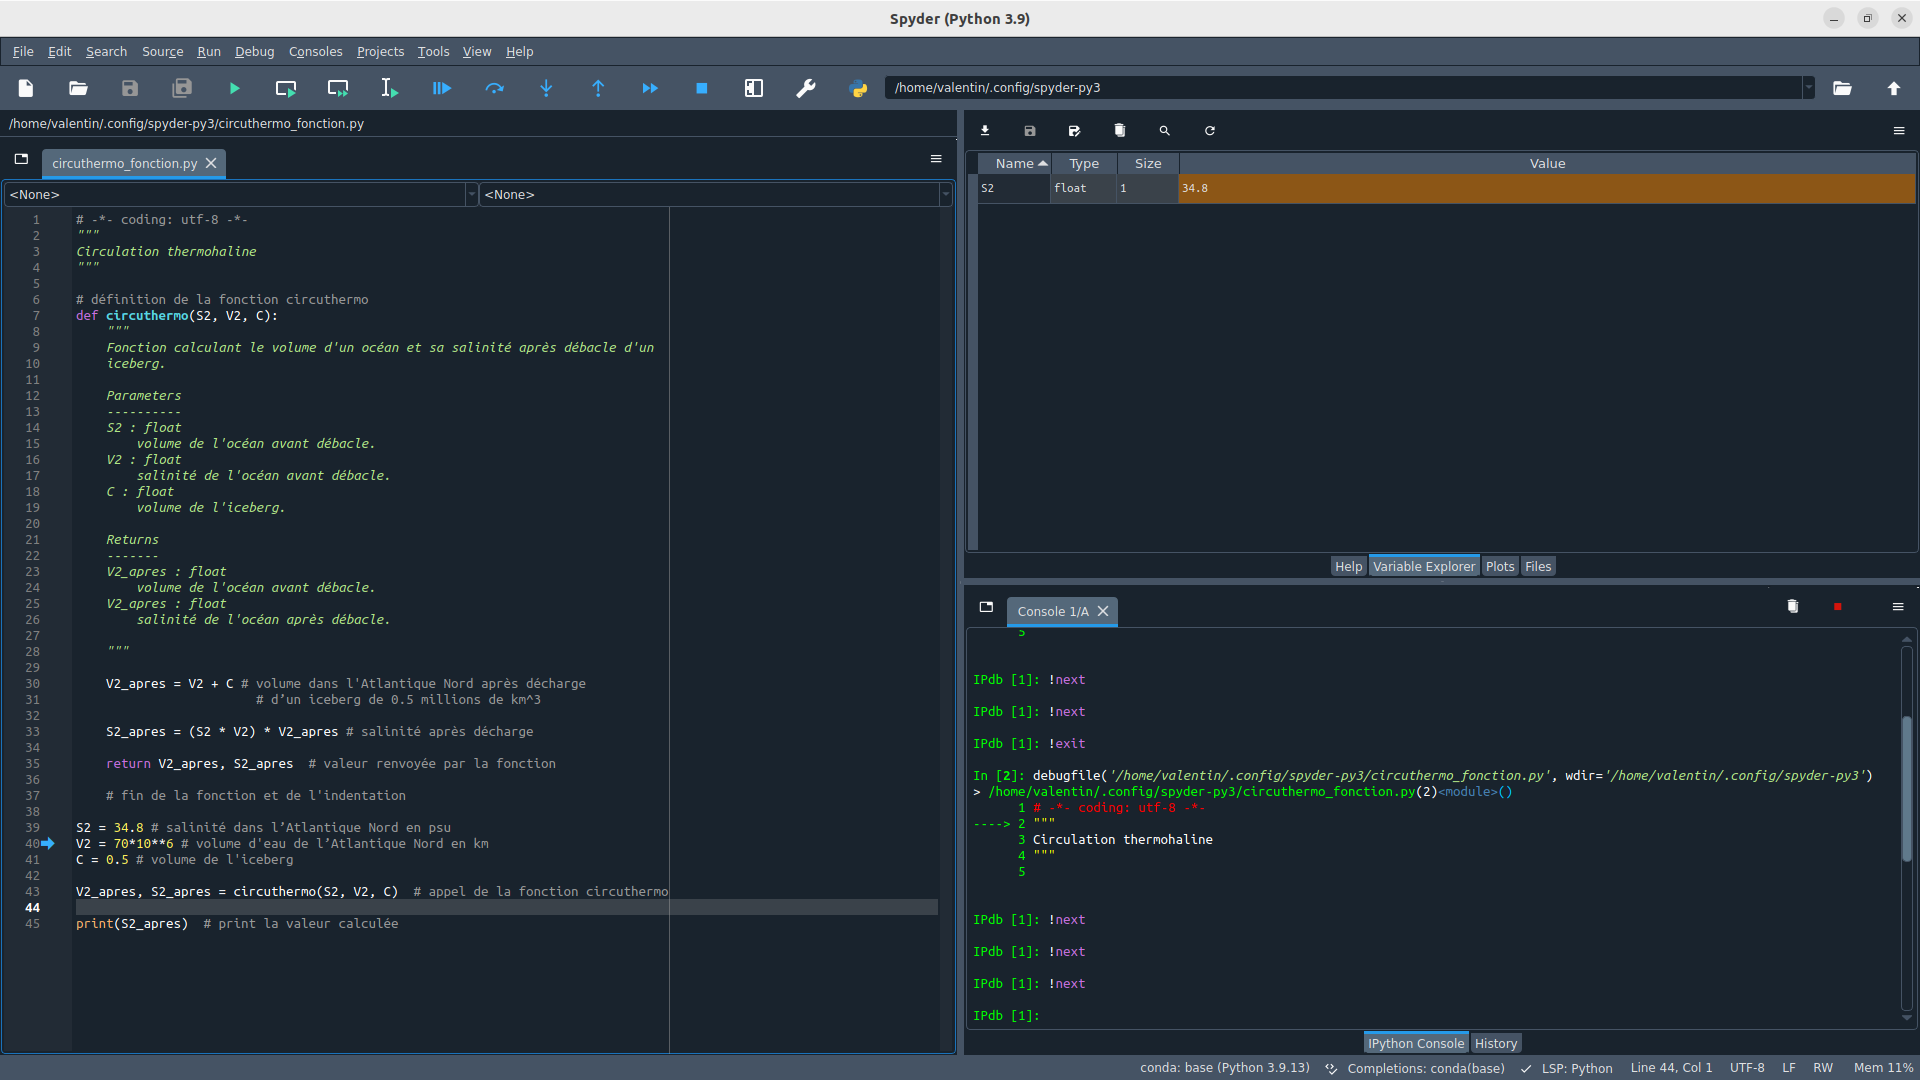 Spyder (Python 3.9)
File Edit Search Source Run Debug Consoles Projects Tools View Help
/home/valentin/.config/spyder-py3
/home/valentin/.config/spyder-py3/circuthermo_fonction.py
circuthermo_fonction.py
<None> <None>
1 # -*- coding: utf-8 -*-
2 """
3 Circulation thermohaline
4 """
5
6 # définition de la fonction circuthermo
7 def circuthermo(S2, V2, C):
8 """
9 Fonction calculant le volume d'un océan et sa salinité après débacle d'un
10 iceberg.
11
12 Parameters
13 ----------
14 S2 : float
15 volume de l'océan avant débacle.
16 V2 : float
17 salinité de l'océan avant débacle.
18 C : float
19 volume de l'iceberg.
20
21 Returns
22 -------
23 V2_apres : float
24 volume de l'océan avant débacle.
25 V2_apres : float
26 salinité de l'océan après débacle.
27
28 """
29
30 V2_apres = V2 + C # volume dans l'Atlantique Nord après décharge
31 # d’un iceberg de 0.5 millions de km^3
32
33 S2_apres = (S2 * V2) * V2_apres # salinité après décharge
34
35 return V2_apres, S2_apres  # valeur renvoyée par la fonction
36
37 # fin de la fonction et de l'indentation
38
39 S2 = 34.8 # salinité dans l’Atlantique Nord en psu
40 V2 = 70*10**6 # volume d'eau de l’Atlantique Nord en km
41 C = 0.5 # volume de l'iceberg
42
43 V2_apres, S2_apres = circuthermo(S2, V2, C)  # appel de la fonction circuthermo
44
45 print(S2_apres)  # print la valeur calculée
Name Type Size Value
S2 float 1 34.8
Help Variable Explorer Plots Files
Console 1/A
5
IPdb [1]: !next
IPdb [1]: !next
IPdb [1]: !exit
In [2]: debugfile('/home/valentin/.config/spyder-py3/circuthermo_fonction.py', wdir='/home/valentin/.config/spyder-py3')
> /home/valentin/.config/spyder-py3/circuthermo_fonction.py(2)<module>()
1 # -*- coding: utf-8 -*-
----> 2 """
3 Circulation thermohaline
4 """
5
IPdb [1]: !next
IPdb [1]: !next
IPdb [1]: !next
IPdb [1]:
IPython Console History
conda: base (Python 3.9.13) Completions: conda(base) LSP: Python Line 44, Col 1 UTF-8 LF RW Mem 11%